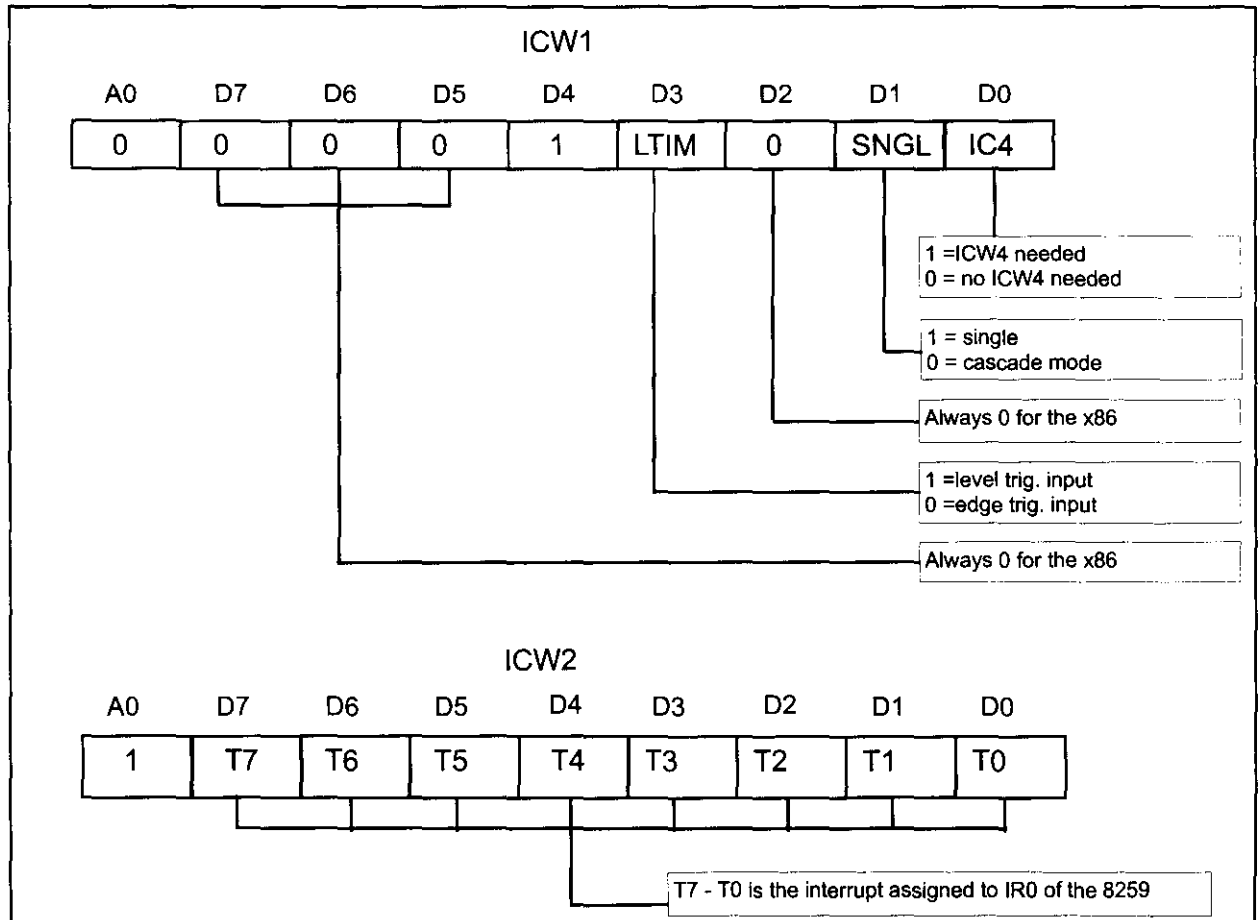 ICW1
A0 D7 D6 D5 D4 D3 D2 D1 D0
0 0 0 0 1 LTIM 0 SNGL IC4
1 =ICW4 needed
0 = no ICW4 needed
1 = single
0 = cascade mode
Always 0 for the x86
1 =level trig. input
0 =edge trig. input
Always 0 for the x86
ICW2
A0 D7 D6 D5 D4 D3 D2 D1 D0
1 T7 T6 T5 T4 T3 T2 T1 T0
T7 - T0 is the interrupt assigned to IR0 of the 8259